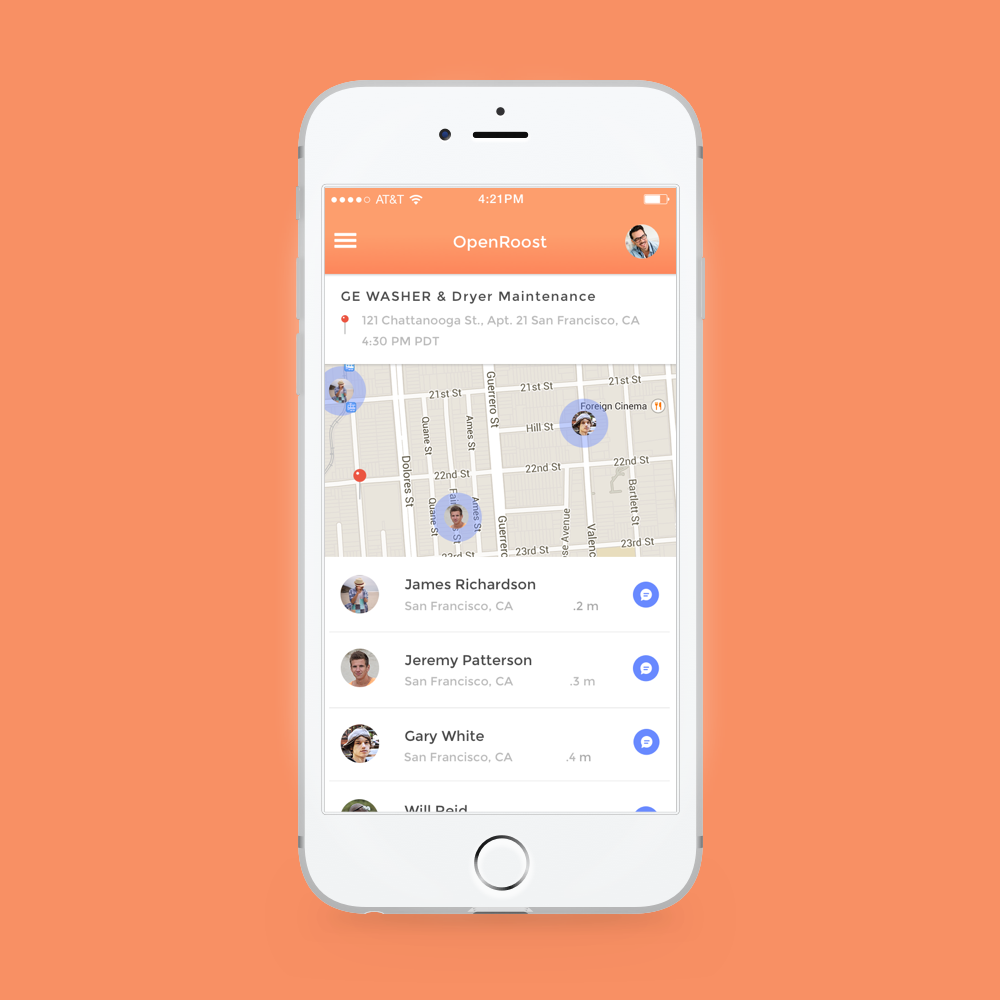 AT&T 4:21PM
OpenRoost
GE WASHER & Dryer Maintenance
121 Chattanooga St., Apt. 21 San Francisco, CA
4:30 PM PDT
21st St
21st St
21st St
Guerrero St
Foreign Cinema
Quane St
Ames St
Hill St
Dolores St
22nd St
22nd St
22nd St
Bartlett St
Quane St
Fai
Ames St
Guerrero
se Avenue
Valenc
23rd St
23rd St
23rd St
James Richardson
San Francisco, CA .2 m
Jeremy Patterson
San Francisco, CA .3 m
Gary White
San Francisco, CA .4 m
Will Reid